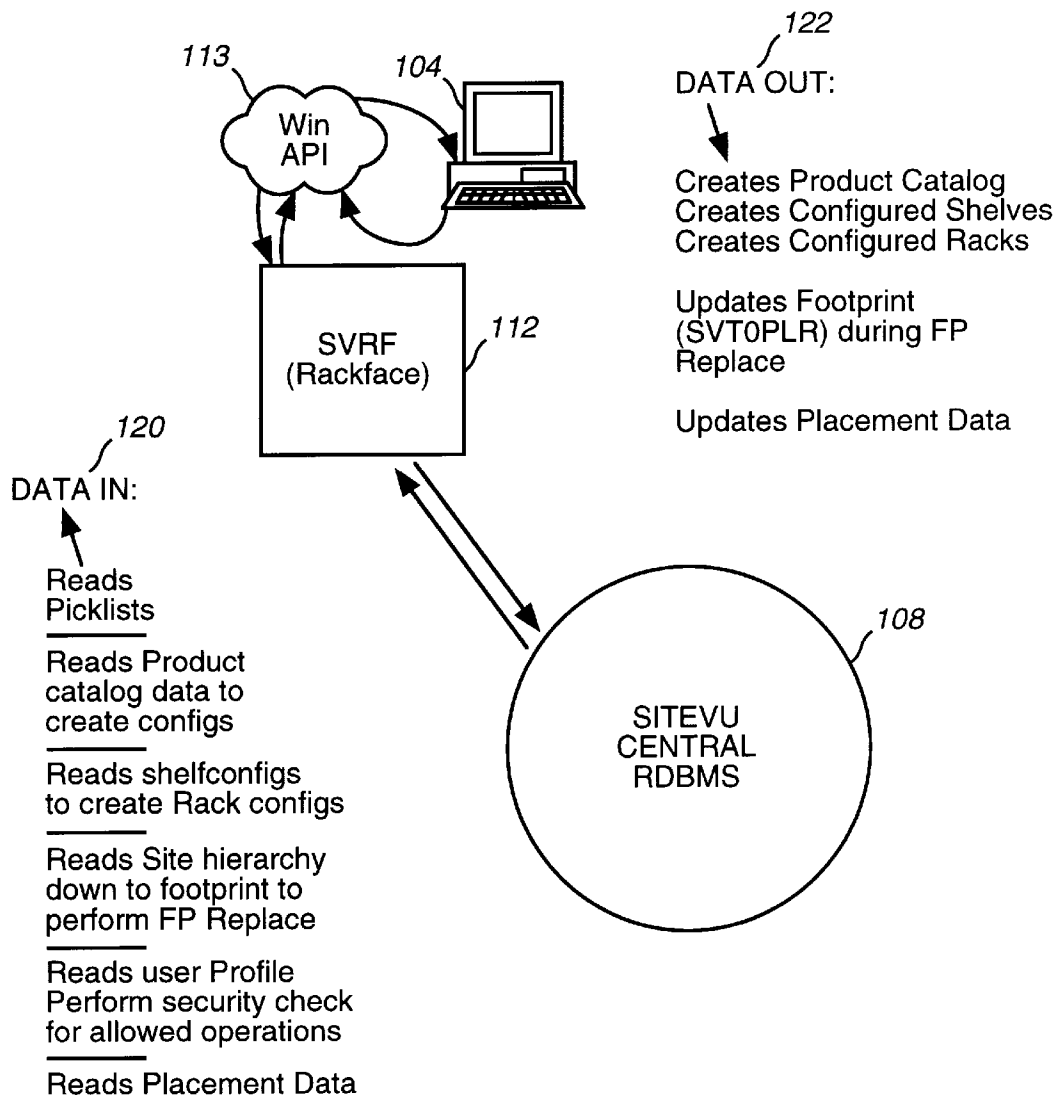 122
DATA OUT:
113
104
Win
API
Creates Product Catalog
Creates Configured Shelves
Creates Configured Racks
Updates Footprint
(SVT0PLR) during FP
Replace
Updates Placement Data
SVRF
(Rackface)
112
120
DATA IN:
Reads
Picklists
Reads Product
catalog data to
create configs
Reads shelfconfigs
to create Rack configs
Reads Site hierarchy
down to footprint to
perform FP Replace
Reads user Profile
Perform security check
for allowed operations
Reads Placement Data
108
SITEVU
CENTRAL
RDBMS